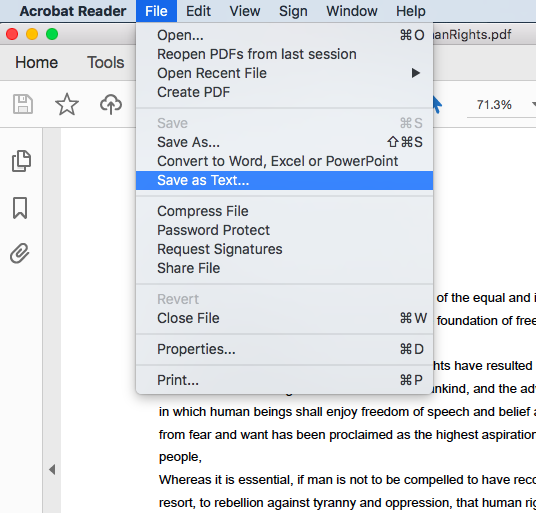 Acrobat Reader File Edit View Sign Window Help
Open... ⌘O
anRights.pdf
Reopen PDFs from last session
Home Tools
Open Recent File ▶
Create PDF
Save ⌘S
71.3%
Save As... ⇧⌘S
Convert to Word, Excel or PowerPoint
Save as Text...
Compress File
Password Protect
Request Signatures
Share File
Revert
Close File ⌘W
Properties... ⌘D
Print... ⌘P
of the equal and i
foundation of free
hts have resulted
nkind, and the adv
in which human beings shall enjoy freedom of speech and belief a
from fear and want has been proclaimed as the highest aspiration
people,
Whereas it is essential, if man is not to be compelled to have reco
resort, to rebellion against tyranny and oppression, that human rig